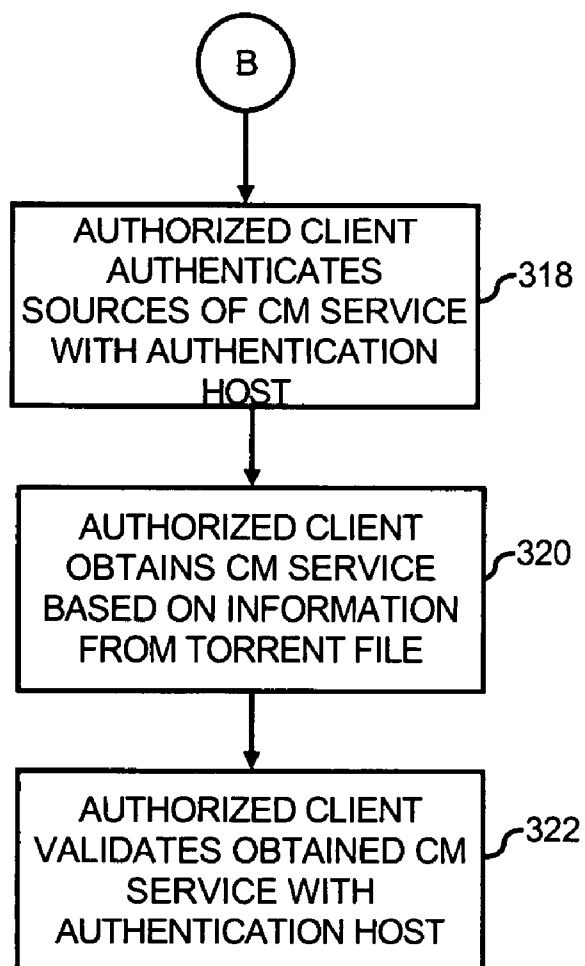 B
AUTHORIZED CLIENT
AUTHENTICATES
SOURCES OF CM SERVICE
WITH AUTHENTICATION
HOST
318
AUTHORIZED CLIENT
OBTAINS CM SERVICE
BASED ON INFORMATION
FROM TORRENT FILE
320
AUTHORIZED CLIENT
VALIDATES OBTAINED CM
SERVICE WITH
AUTHENTICATION HOST
322